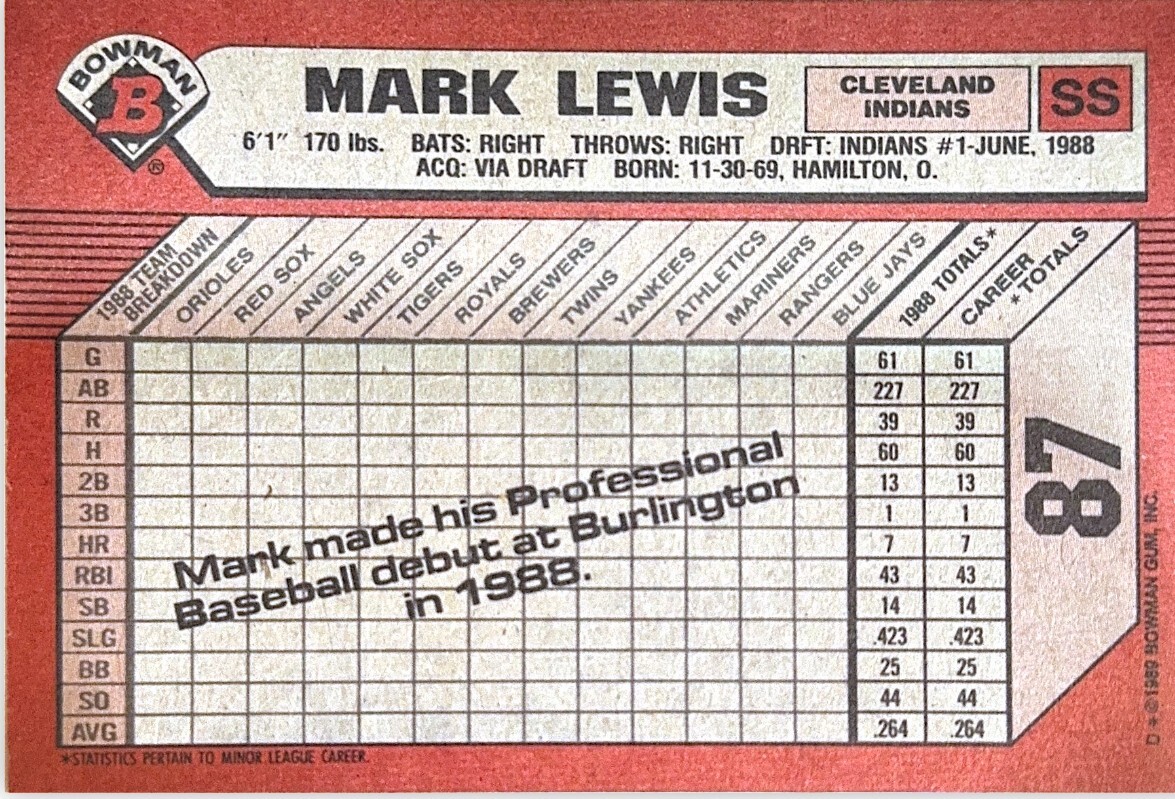 BOWMAN
B
®
MARK LEWIS
CLEVELAND
INDIANS
SS
6'1" 170 lbs. BATS: RIGHT THROWS: RIGHT DRFT: INDIANS #1-JUNE, 1988
ACQ: VIA DRAFT BORN: 11-30-69, HAMILTON, O.
1988 TEAM
BREAKDOWN
ORIOLES
RED SOX
ANGELS
WHITE SOX
TIGERS
ROYALS
BREWERS
TWINS
YANKEES
ATHLETICS
MARINERS
RANGERS
BLUE JAYS
1988 TOTALS*
CAREER
*TOTALS
G 61 61
AB 227 227
R 39 39
H 60 60
2B 13 13
3B 1 1
HR 7 7
RBI 43 43
SB 14 14
SLG .423 .423
BB 25 25
SO 44 44
AVG .264 .264
Mark made his Professional
Baseball debut at Burlington
in 1988.
87
*STATISTICS PERTAIN TO MINOR LEAGUE CAREER.
D * © 1989 BOWMAN GUM, INC.